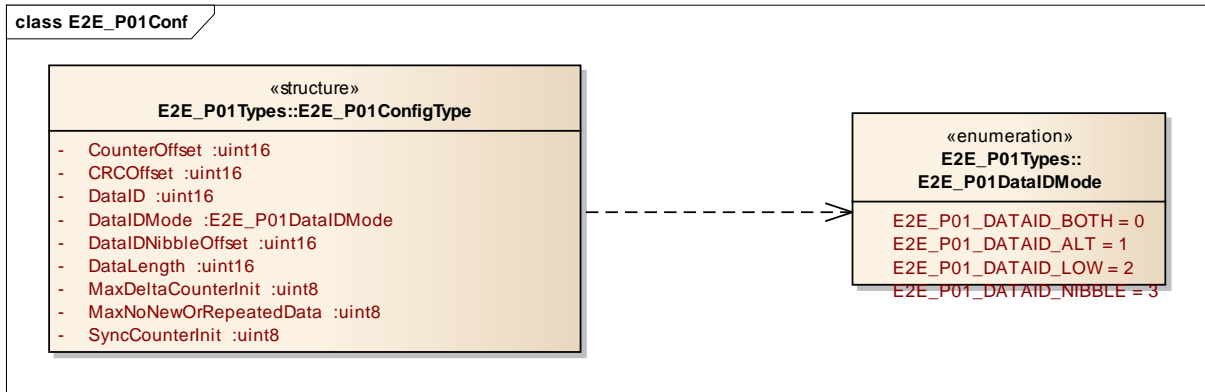 class E2E_P01Conf
«structure»
E2E_P01Types::E2E_P01ConfigType
- CounterOffset :uint16
- CRCOffset :uint16
- DataID :uint16
- DataIDMode :E2E_P01DataIDMode
- DataIDNibbleOffset :uint16
- DataLength :uint16
- MaxDeltaCounterInit :uint8
- MaxNoNewOrRepeatedData :uint8
- SyncCounterInit :uint8
«enumeration»
E2E_P01Types::
E2E_P01DataIDMode
E2E_P01_DATAID_BOTH = 0
E2E_P01_DATAID_ALT = 1
E2E_P01_DATAID_LOW = 2
E2E_P01_DATAID_NIBBLE = 3